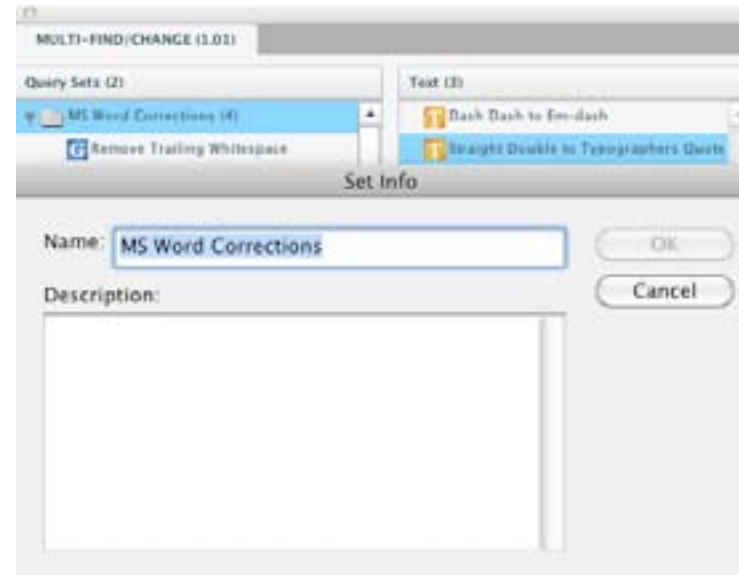 MULTI-FIND/CHANGE (1.01)
Query Sets (2)
Text (3)
MS Word Corrections (4)
Dash Dash to Em-dash
Remove Trailing Whitespace
Straight Double to Typographers Quote
Set Info
Name: MS Word Corrections
OK
Description:
Cancel